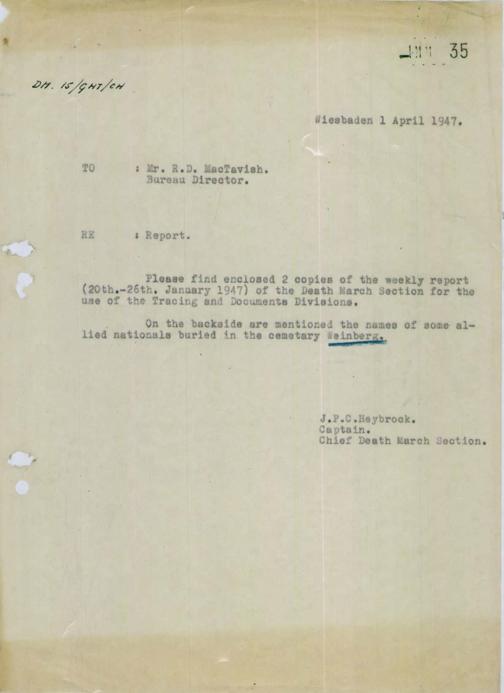 35
DM. 15/GHT/CH
Wiesbaden 1 April 1947.
TO : Mr. R.D. MacTavish.
Bureau Director.
RE : Report.
Please find enclosed 2 copies of the weekly report
(20th.-26th. January 1947) of the Death March Section for the
use of the Tracing and Documents Divisions.
On the backside are mentioned the names of some al-
lied nationals buried in the cemetary Weinberg.
J.P.C.Heybrock.
Captain.
Chief Death March Section.